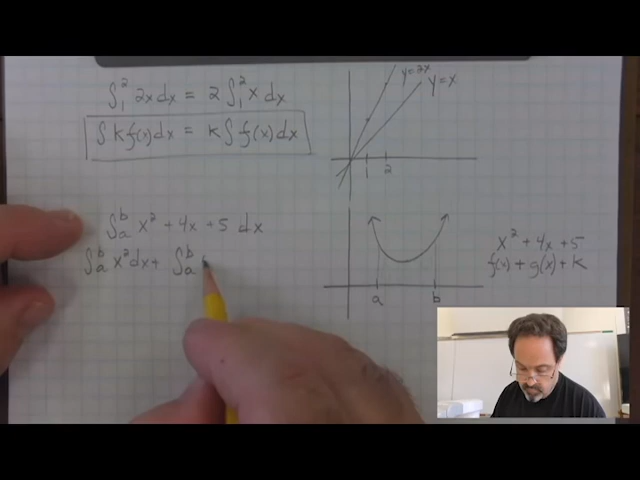 ∫₁² 2x dx = 2 ∫₁² x dx
∫ k f(x) dx = k ∫ f(x) dx
y=2x
y=x
1 2
∫ₐᵇ x² + 4x + 5 dx
∫ₐᵇ x² dx + ∫ₐᵇ
a b
x² + 4x + 5
f(x) + g(x) + k